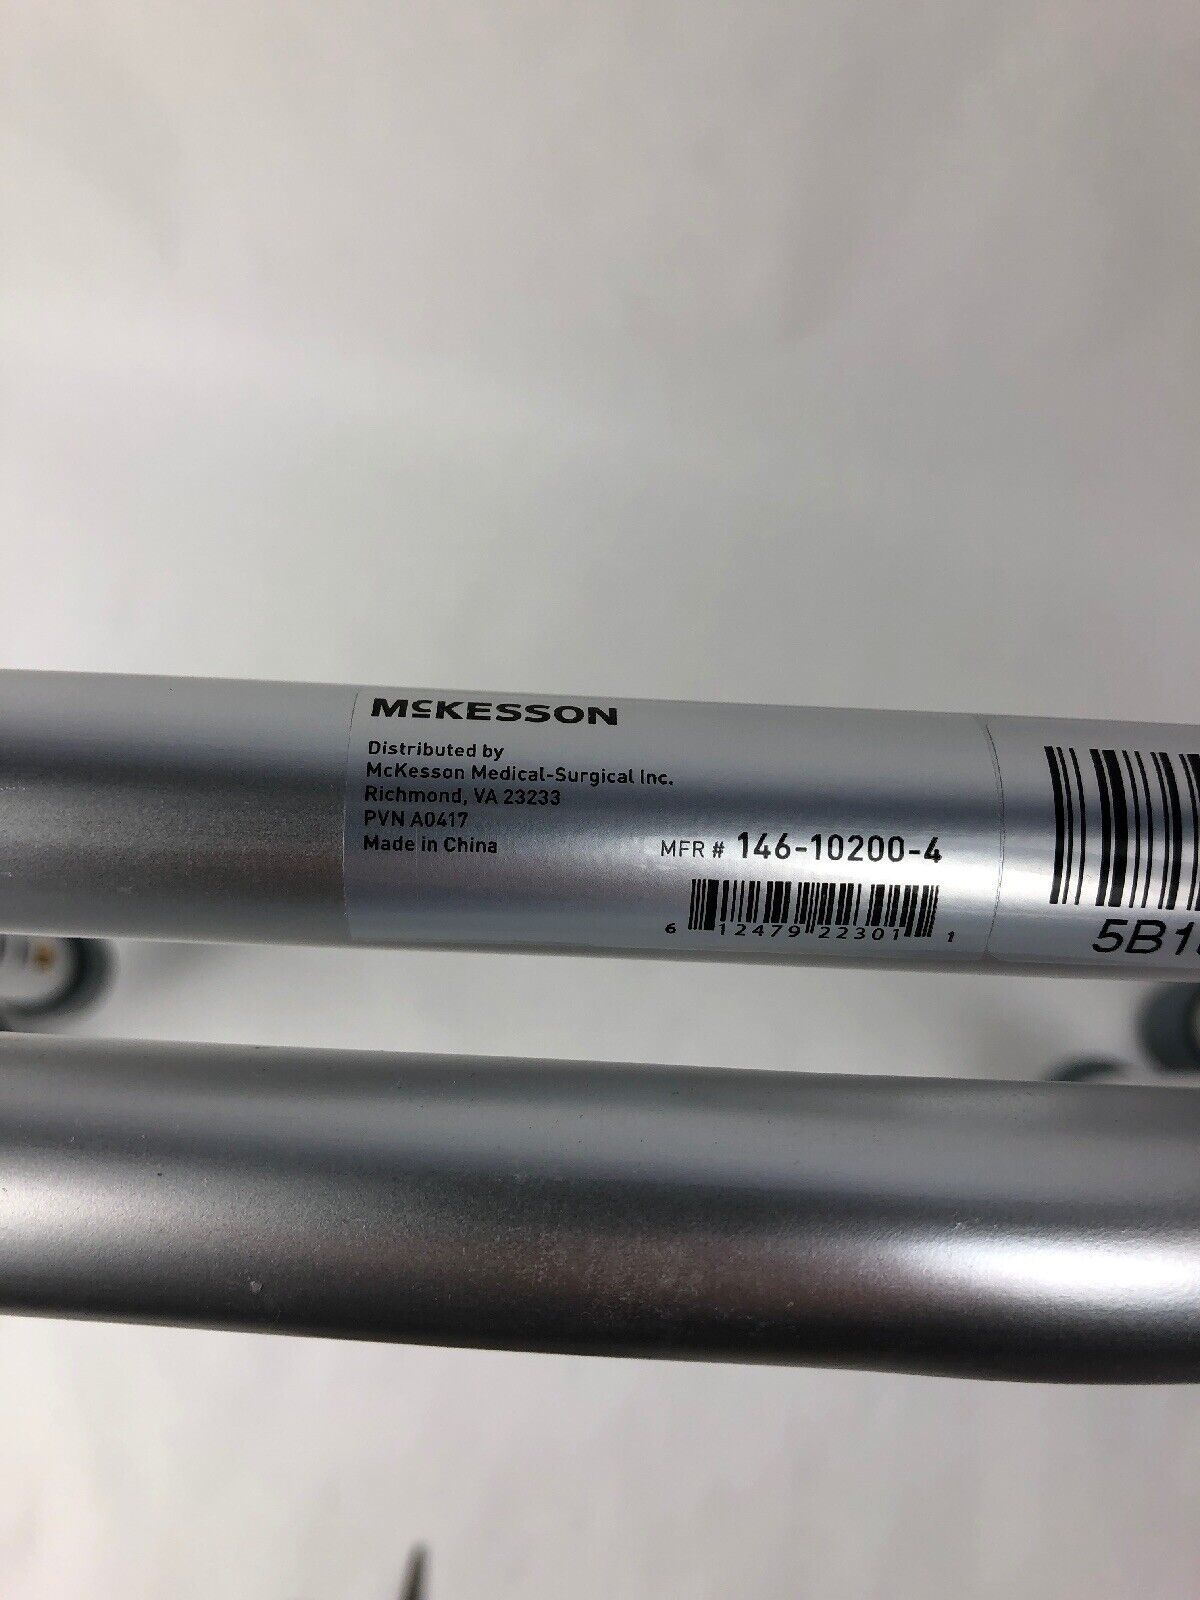 McKESSON
Distributed by
McKesson Medical-Surgical Inc.
Richmond, VA 23233
PVN A0417
Made in China
MFR # 146-10200-4
6 12479 22301 1